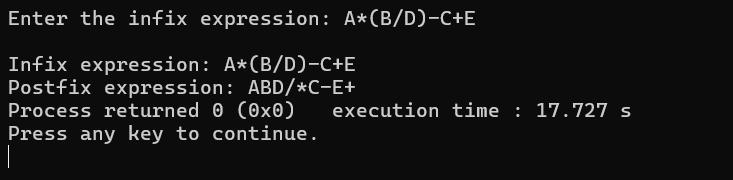 Enter the infix expression: A*(B/D)-C+E
Infix expression: A*(B/D)-C+E
Postfix expression: ABD/*C-E+
Process returned 0 (0x0)   execution time : 17.727 s
Press any key to continue.